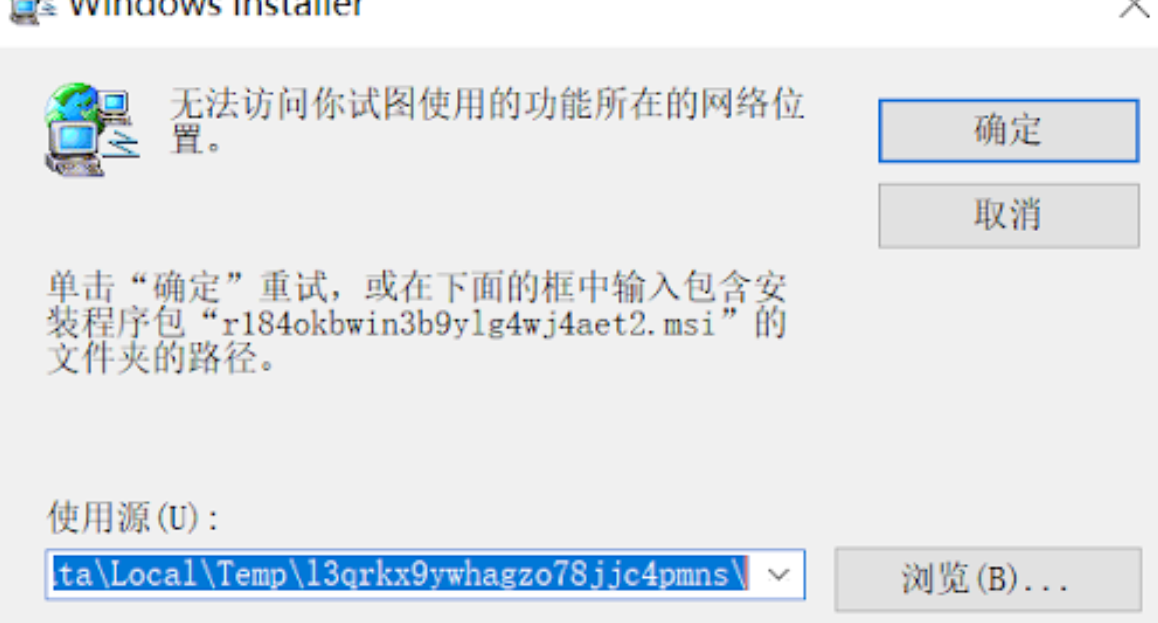 Windows Installer
无法访问你试图使用的功能所在的网络位
置。
确定
取消
单击“确定”重试，或在下面的框中输入包含安
装程序包“r184okbwin3b9ylg4wj4aet2.msi”的
文件夹的路径。
使用源(U):
ta\Local\Temp\l3qrkx9ywhagzo78jjc4pmns\
浏览(B)...